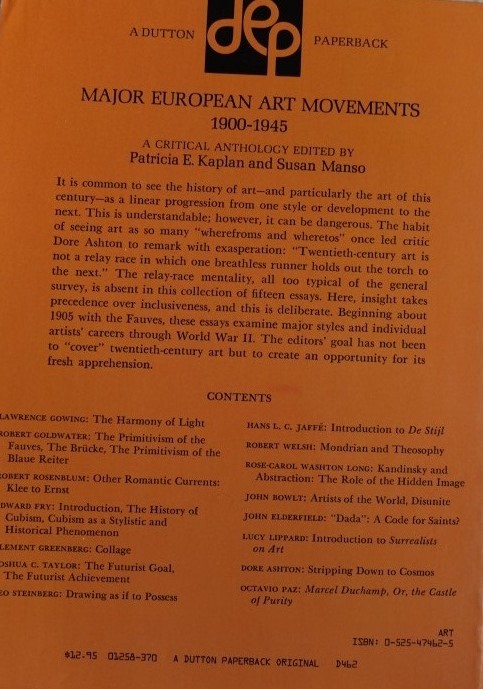 A DUTTON dep PAPERBACK
MAJOR EUROPEAN ART MOVEMENTS
1900-1945
A CRITICAL ANTHOLOGY EDITED BY
Patricia E. Kaplan and Susan Manso
It is common to see the history of art—and particularly the art of this
century—as a linear progression from one style or development to the
next. This is understandable; however, it can be dangerous. The habit
of seeing art as so many "wherefroms and wheretos" once led critic
Dore Ashton to remark with exasperation: "Twentieth-century art is
not a relay race in which one breathless runner holds out the torch to
the next." The relay-race mentality, all too typical of the general
survey, is absent in this collection of fifteen essays. Here, insight takes
precedence over inclusiveness, and this is deliberate. Beginning about
1905 with the Fauves, these essays examine major styles and individual
artists' careers through World War II. The editors' goal has not been
to "cover" twentieth-century art but to create an opportunity for its
fresh apprehension.
CONTENTS
LAWRENCE GOWING: The Harmony of Light
ROBERT GOLDWATER: The Primitivism of the
Fauves, The Brücke, The Primitivism of the
Blaue Reiter
ROBERT ROSENBLUM: Other Romantic Currents:
Klee to Ernst
DWARD FRY: Introduction, The History of
Cubism, Cubism as a Stylistic and
Historical Phenomenon
LEMENT GREENBERG: Collage
OSHUA C. TAYLOR: The Futurist Goal,
The Futurist Achievement
EO STEINBERG: Drawing as if to Possess
HANS L. C. JAFFÉ: Introduction to De Stijl
ROBERT WELSH: Mondrian and Theosophy
ROSE-CAROL WASHTON LONG: Kandinsky and
Abstraction: The Role of the Hidden Image
JOHN BOWLT: Artists of the World, Disunite
JOHN ELDERFIELD: "Dada": A Code for Saints?
LUCY LIPPARD: Introduction to Surrealists
on Art
DORE ASHTON: Stripping Down to Cosmos
OCTAVIO PAZ: Marcel Duchamp, Or, the Castle
of Purity
ART
ISBN: 0-525-47462-5
$12.95 01258-370 A DUTTON PAPERBACK ORIGINAL D462